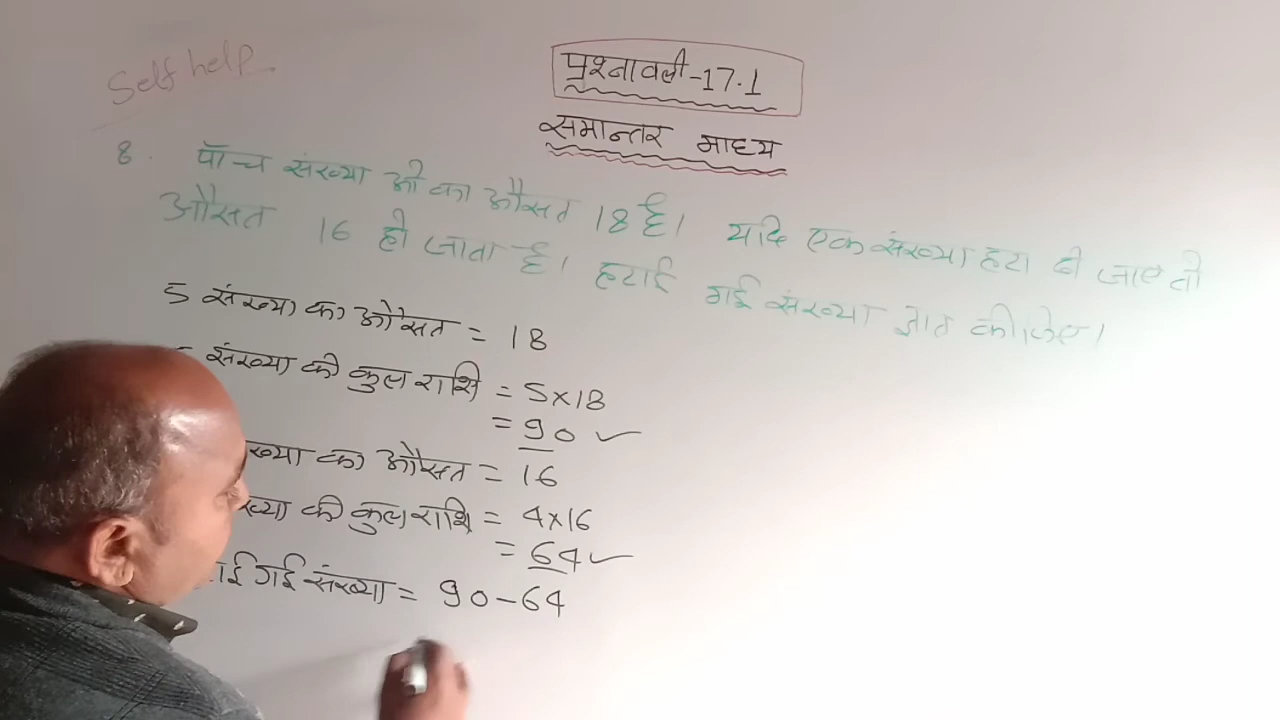 Self help
प्रश्नावली-17.1
समान्तर माध्य
8. पाँच संख्या ओं का औसत 18 है। यदि एक संख्या हटा दी जाए तो
औसत 16 हो जाता है। हटाई गई संख्या ज्ञात कीजिए।
5 संख्या का औसत = 18
संख्या की कुल राशि = 5×18
= 90 ✓
ख्या का औसत = 16
ख्या की कुल राशि = 4×16
= 64 ✓
गई संख्या = 90-64